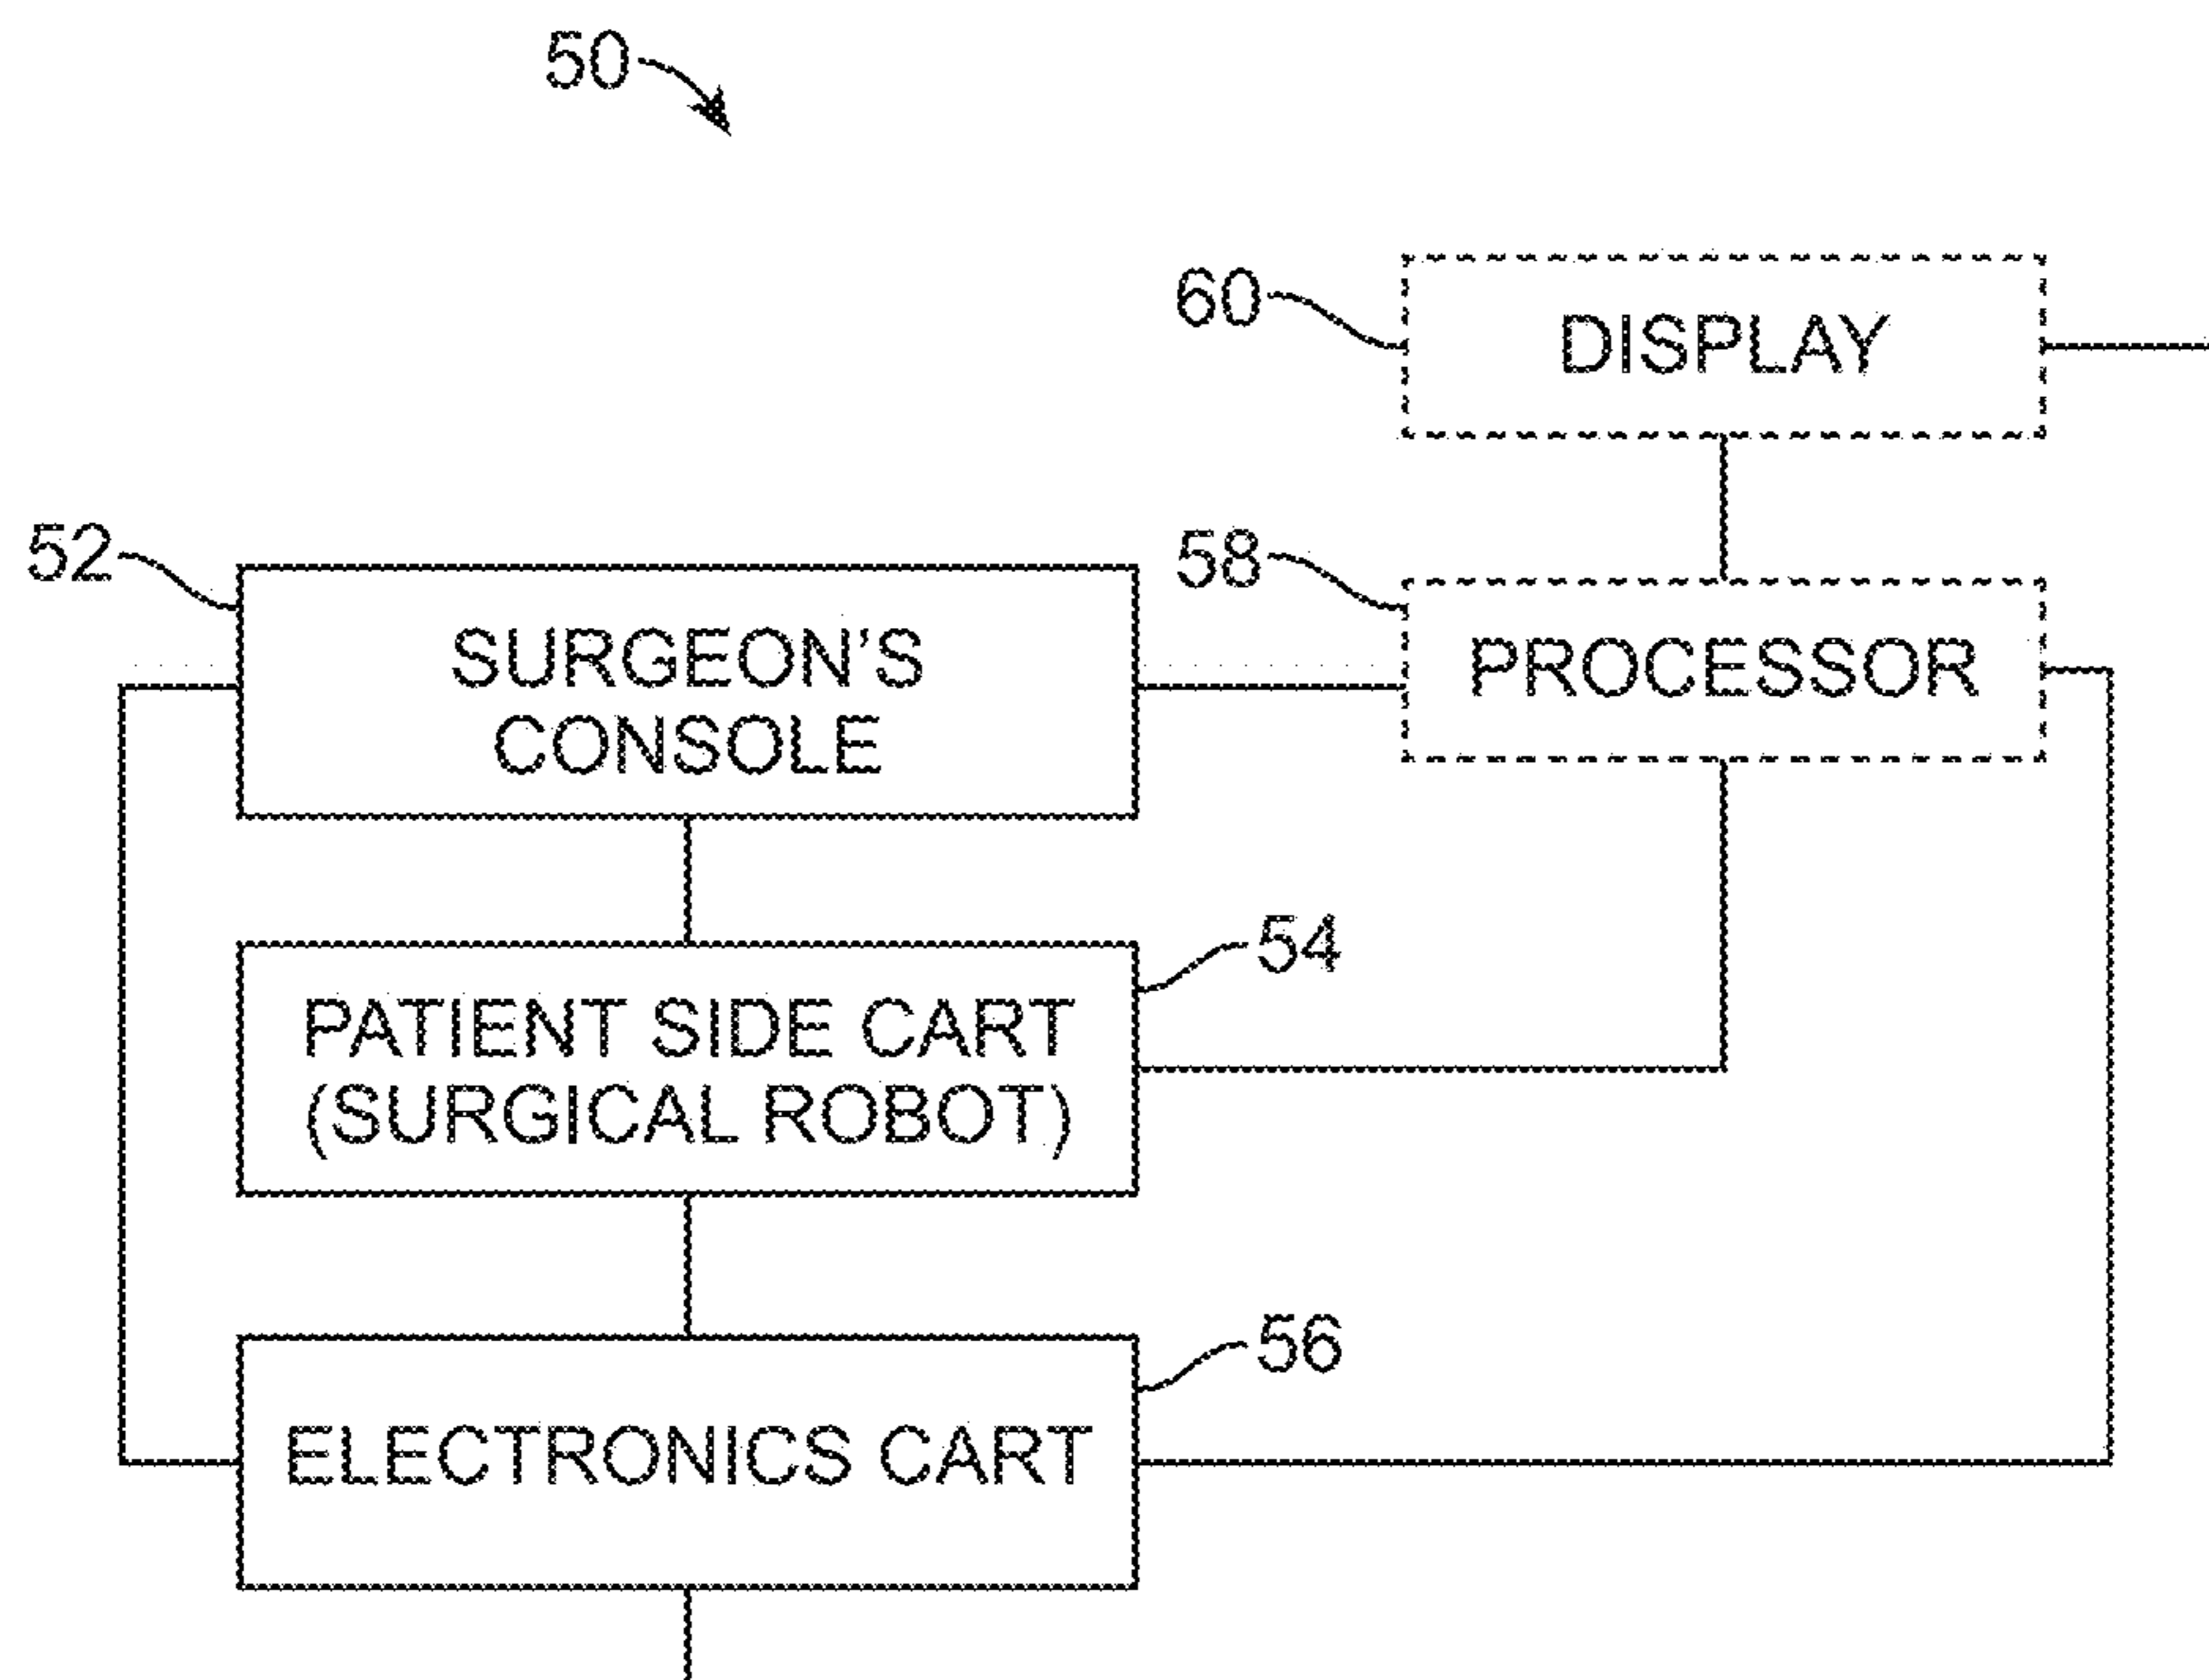 50
60
DISPLAY
52
58
SURGEON'S
CONSOLE
PROCESSOR
54
PATIENT SIDE CART
(SURGICAL ROBOT)
56
ELECTRONICS CART